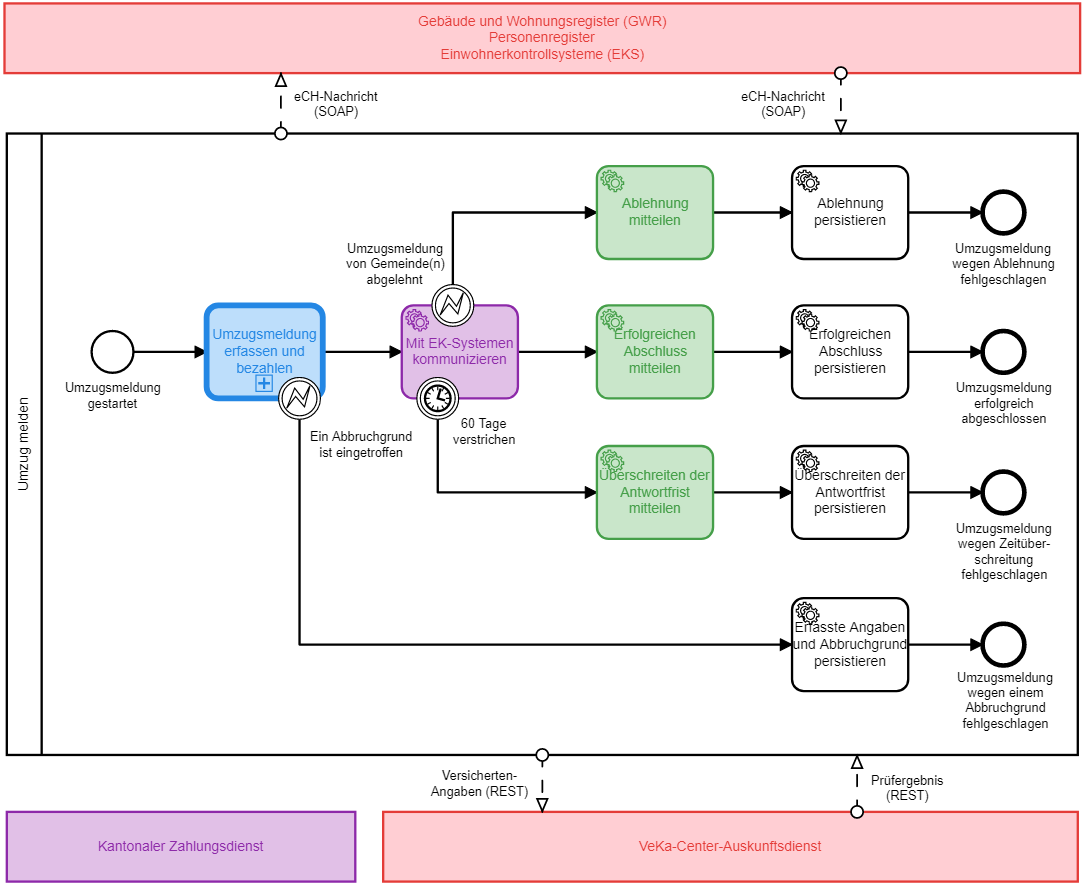 Gebäude und Wohnungsregister (GWR)
Personenregister
Einwohnerkontrollsysteme (EKS)
eCH-Nachricht
(SOAP)
eCH-Nachricht
(SOAP)
Umzug melden
Umzugsmeldung
gestartet
Umzugsmeldung
erfassen und
bezahlen
Ein Abbruchgrund
ist eingetroffen
Umzugsmeldung
von Gemeinde(n)
abgelehnt
Mit EK-Systemen
kommunizieren
60 Tage
verstrichen
Ablehnung
mitteilen
Ablehnung
persistieren
Umzugsmeldung
wegen Ablehnung
fehlgeschlagen
Erfolgreichen
Abschluss
mitteilen
Erfolgreichen
Abschluss
persistieren
Umzugsmeldung
erfolgreich
abgeschlossen
Überschreiten der
Antwortfrist
mitteilen
Überschreiten der
Antwortfrist
persistieren
Umzugsmeldung
wegen Zeitüber-
schreitung
fehlgeschlagen
Erfasste Angaben
und Abbruchgrund
persistieren
Umzugsmeldung
wegen einem
Abbruchgrund
fehlgeschlagen
Versicherten-
Angaben (REST)
Prüfergebnis
(REST)
Kantonaler Zahlungsdienst
VeKa-Center-Auskunftsdienst